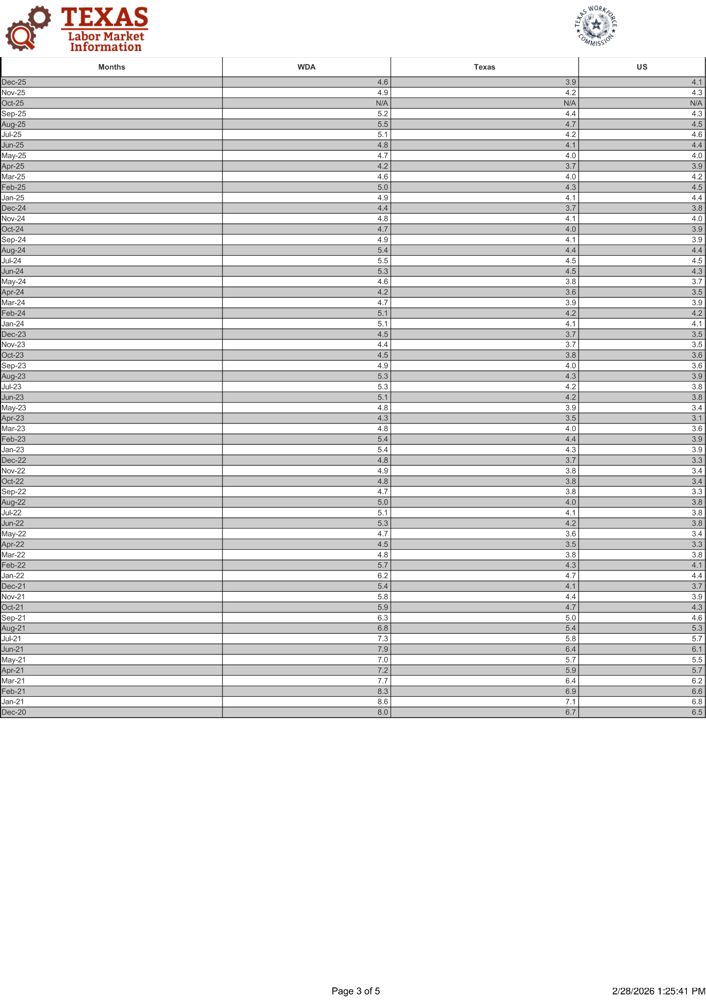 TEXAS
Labor Market
Information
TEXAS WORKFORCE
COMMISSION
Months WDA Texas US
Dec-25 4.6 3.9 4.1
Nov-25 4.9 4.2 4.3
Oct-25 N/A N/A N/A
Sep-25 5.2 4.4 4.3
Aug-25 5.5 4.7 4.5
Jul-25 5.1 4.2 4.6
Jun-25 4.8 4.1 4.4
May-25 4.7 4.0 4.0
Apr-25 4.2 3.7 3.9
Mar-25 4.6 4.0 4.2
Feb-25 5.0 4.3 4.5
Jan-25 4.9 4.1 4.4
Dec-24 4.4 3.7 3.8
Nov-24 4.8 4.1 4.0
Oct-24 4.7 4.0 3.9
Sep-24 4.9 4.1 3.9
Aug-24 5.4 4.4 4.4
Jul-24 5.5 4.5 4.5
Jun-24 5.3 4.5 4.3
May-24 4.6 3.8 3.7
Apr-24 4.2 3.6 3.5
Mar-24 4.7 3.9 3.9
Feb-24 5.1 4.2 4.2
Jan-24 5.1 4.1 4.1
Dec-23 4.5 3.7 3.5
Nov-23 4.4 3.7 3.5
Oct-23 4.5 3.8 3.6
Sep-23 4.9 4.0 3.6
Aug-23 5.3 4.3 3.9
Jul-23 5.3 4.2 3.8
Jun-23 5.1 4.2 3.8
May-23 4.8 3.9 3.4
Apr-23 4.3 3.5 3.1
Mar-23 4.8 4.0 3.6
Feb-23 5.4 4.4 3.9
Jan-23 5.4 4.3 3.9
Dec-22 4.8 3.7 3.3
Nov-22 4.9 3.8 3.4
Oct-22 4.8 3.8 3.4
Sep-22 4.7 3.8 3.3
Aug-22 5.0 4.0 3.8
Jul-22 5.1 4.1 3.8
Jun-22 5.3 4.2 3.8
May-22 4.7 3.6 3.4
Apr-22 4.5 3.5 3.3
Mar-22 4.8 3.8 3.8
Feb-22 5.7 4.3 4.1
Jan-22 6.2 4.7 4.4
Dec-21 5.4 4.1 3.7
Nov-21 5.8 4.4 3.9
Oct-21 5.9 4.7 4.3
Sep-21 6.3 5.0 4.6
Aug-21 6.8 5.4 5.3
Jul-21 7.3 5.8 5.7
Jun-21 7.9 6.4 6.1
May-21 7.0 5.7 5.5
Apr-21 7.2 5.9 5.7
Mar-21 7.7 6.4 6.2
Feb-21 8.3 6.9 6.6
Jan-21 8.6 7.1 6.8
Dec-20 8.0 6.7 6.5
Page 3 of 5 2/28/2026 1:25:41 PM